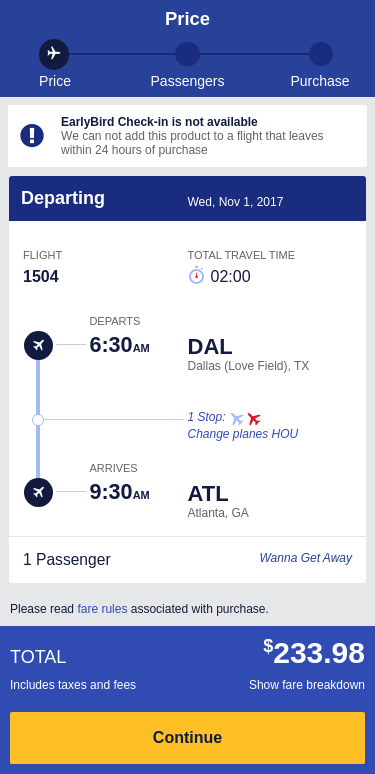 Price
Price
Passengers
Purchase
EarlyBird Check-in is not available
We can not add this product to a flight that leaves
within 24 hours of purchase
Departing
Wed, Nov 1, 2017
FLIGHT
TOTAL TRAVEL TIME
1504
02:00
DEPARTS
6:30AM
DAL
Dallas (Love Field), TX
1 Stop:
Change planes HOU
ARRIVES
9:30AM
ATL
Atlanta, GA
1 Passenger
Wanna Get Away
Please read fare rules associated with purchase.
TOTAL
$233.98
Includes taxes and fees
Show fare breakdown
Continue